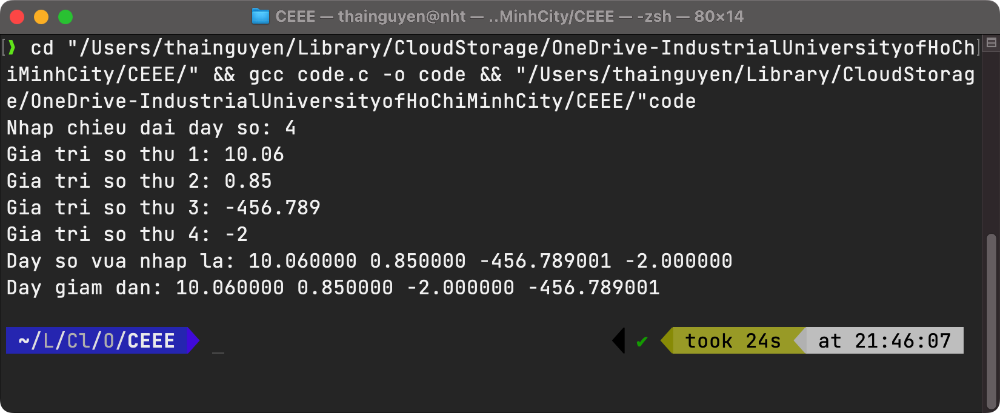 CEEE — thainguyen@nht — ..MinhCity/CEEE — -zsh — 80×14
[❱ cd "/Users/thainguyen/Library/CloudStorage/OneDrive-IndustrialUniversityofHoCh]
iMinhCity/CEEE/" && gcc code.c -o code && "/Users/thainguyen/Library/CloudStorag
e/OneDrive-IndustrialUniversityofHoChiMinhCity/CEEE/"code
Nhap chieu dai day so: 4
Gia tri so thu 1: 10.06
Gia tri so thu 2: 0.85
Gia tri so thu 3: -456.789
Gia tri so thu 4: -2
Day so vua nhap la: 10.060000 0.850000 -456.789001 -2.000000
Day giam dan: 10.060000 0.850000 -2.000000 -456.789001
~/L/Cl/O/CEEE _ ✔ took 24s at 21:46:07